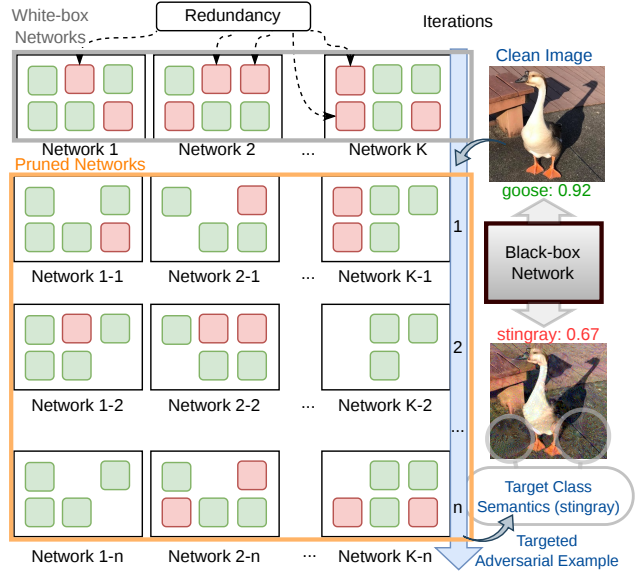 White-box
Networks
Redundancy
Iterations
Clean Image
Network 1
Network 2
...
Network K
Pruned Networks
goose: 0.92
1
Network 1-1
Network 2-1
...
Network K-1
Black-box
Network
stingray: 0.67
2
Network 1-2
Network 2-2
...
Network K-2
...
n
Target Class
Semantics (stingray)
Network 1-n
Network 2-n
...
Network K-n
Targeted
Adversarial Example